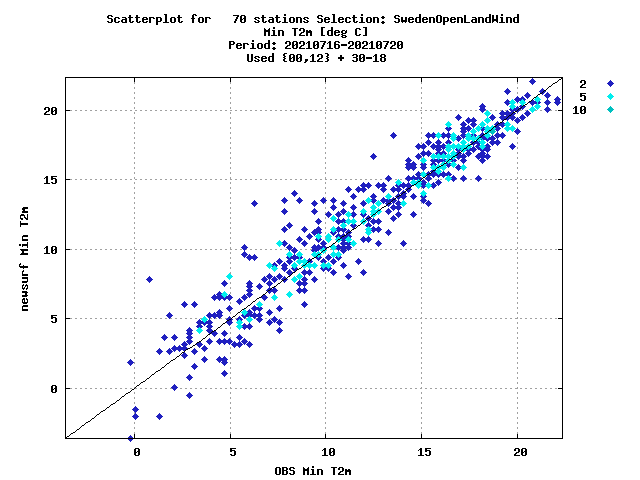 Scatterplot for   70 stations Selection: SwedenOpenLandWind
Min T2m [deg C]
Period: 20210716-20210720
Used {00,12} + 30-18
2
5
10
20
15
10
5
0
newsurf Min T2m
0 5 10 15 20
OBS Min T2m